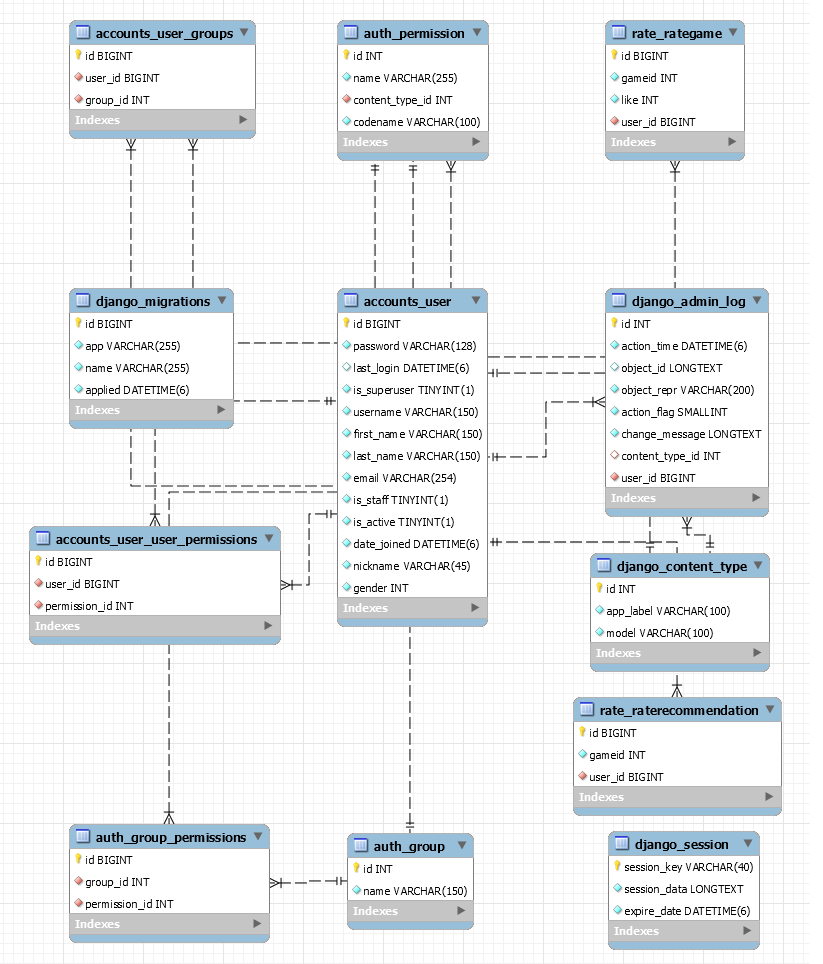 accounts_user_groups
id BIGINT
user_id BIGINT
group_id INT
Indexes
auth_permission
id INT
name VARCHAR(255)
content_type_id INT
codename VARCHAR(100)
Indexes
rate_rategame
id BIGINT
gameid INT
like INT
user_id BIGINT
Indexes
django_migrations
id BIGINT
app VARCHAR(255)
name VARCHAR(255)
applied DATETIME(6)
Indexes
accounts_user
id BIGINT
password VARCHAR(128)
last_login DATETIME(6)
is_superuser TINYINT(1)
username VARCHAR(150)
first_name VARCHAR(150)
last_name VARCHAR(150)
email VARCHAR(254)
is_staff TINYINT(1)
is_active TINYINT(1)
date_joined DATETIME(6)
nickname VARCHAR(45)
gender INT
Indexes
django_admin_log
id INT
action_time DATETIME(6)
object_id LONGTEXT
object_repr VARCHAR(200)
action_flag SMALLINT
change_message LONGTEXT
content_type_id INT
user_id BIGINT
Indexes
accounts_user_user_permissions
id BIGINT
user_id BIGINT
permission_id INT
Indexes
django_content_type
id INT
app_label VARCHAR(100)
model VARCHAR(100)
Indexes
rate_raterecommendation
id BIGINT
gameid INT
user_id BIGINT
Indexes
auth_group_permissions
id BIGINT
group_id INT
permission_id INT
Indexes
auth_group
id INT
name VARCHAR(150)
Indexes
django_session
session_key VARCHAR(40)
session_data LONGTEXT
expire_date DATETIME(6)
Indexes